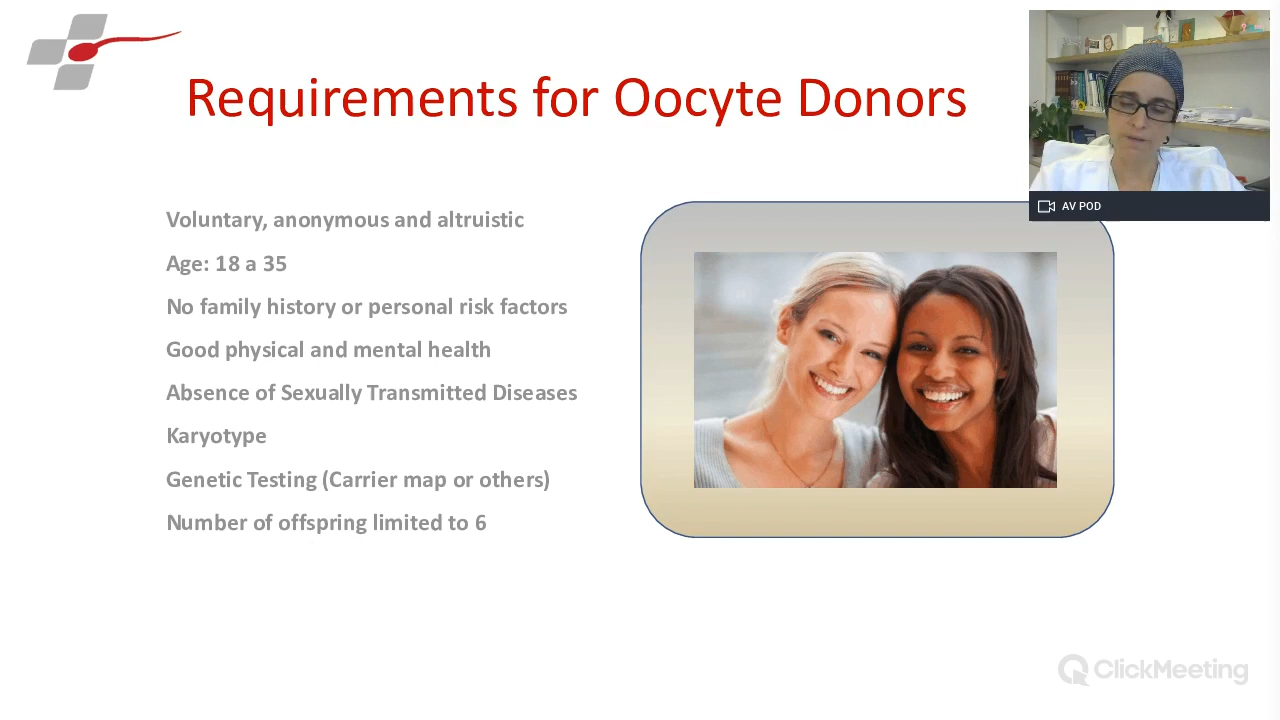 Requirements for Oocyte Donors
AV POD
Voluntary, anonymous and altruistic
Age: 18 a 35
No family history or personal risk factors
Good physical and mental health
Absence of Sexually Transmitted Diseases
Karyotype
Genetic Testing (Carrier map or others)
Number of offspring limited to 6
ClickMeeting